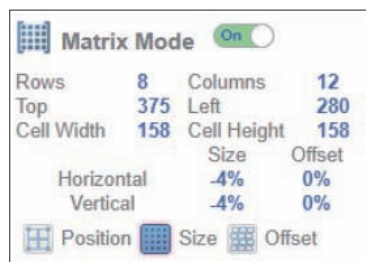 Matrix Mode On
Rows 8 Columns 12
Top 375 Left 280
Cell Width 158 Cell Height 158
Size Offset
Horizontal -4% 0%
Vertical -4% 0%
Position Size Offset